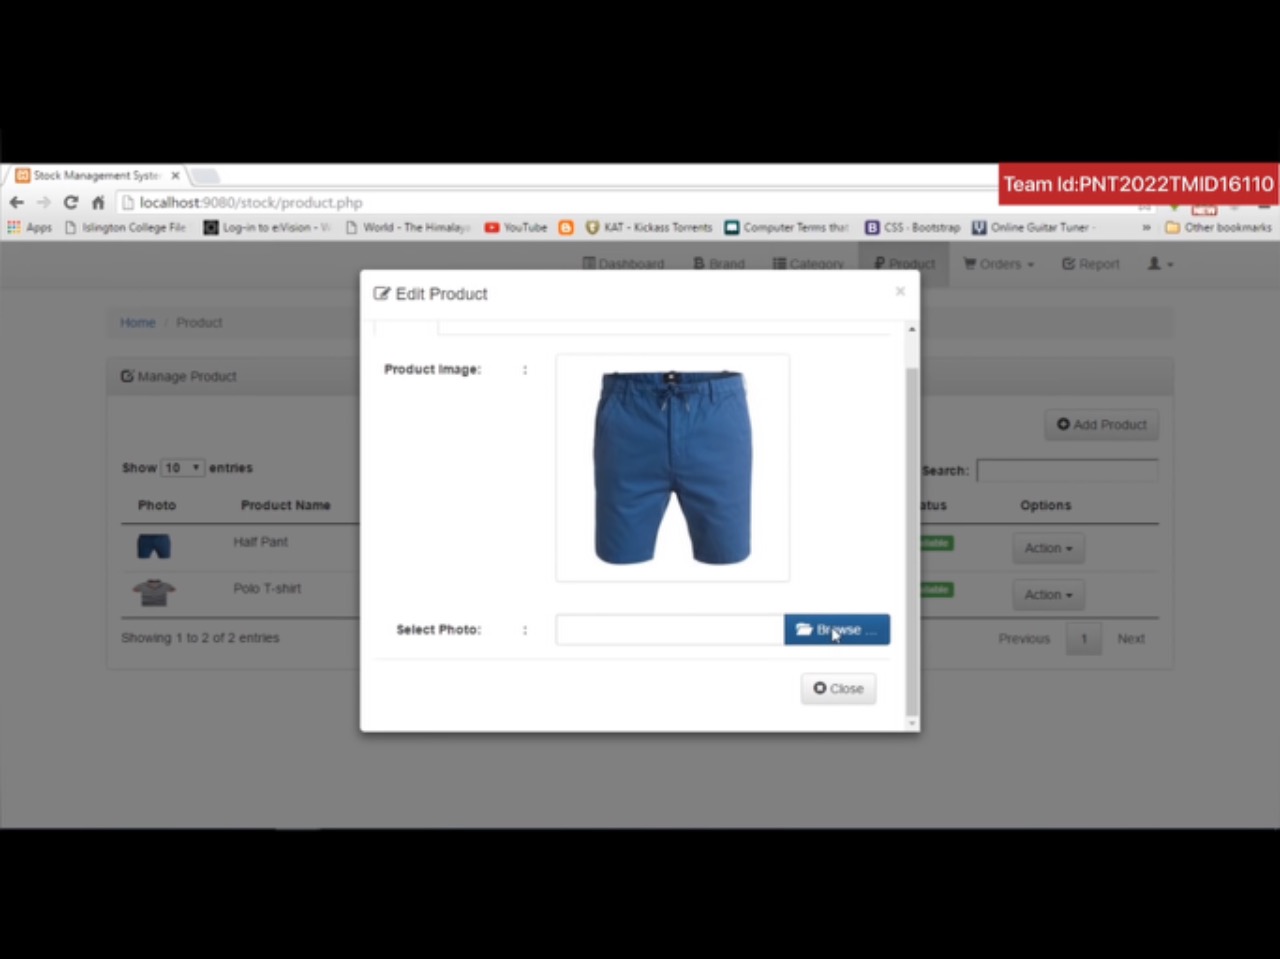 Stock Management Syste
Team Id:PNT2022TMID16110
localhost:9080/stock/product.php
Apps Islington College File Log-in to eVision - World - The Himalay YouTube KAT - Kickass Torrents Computer Terms that CSS · Bootstrap Online Guitar Tuner - » Other bookmarks
Dashboard Brand Category Product Orders Report
Edit Product ×
Home / Product
Manage Product
Product Image: :
Add Product
Show 10 entries
Search:
Photo Product Name atus Options
Half Pant ilable Action
Polo T-shirt ilable Action
Select Photo: : Browse ...
Showing 1 to 2 of 2 entries
Previous 1 Next
Close